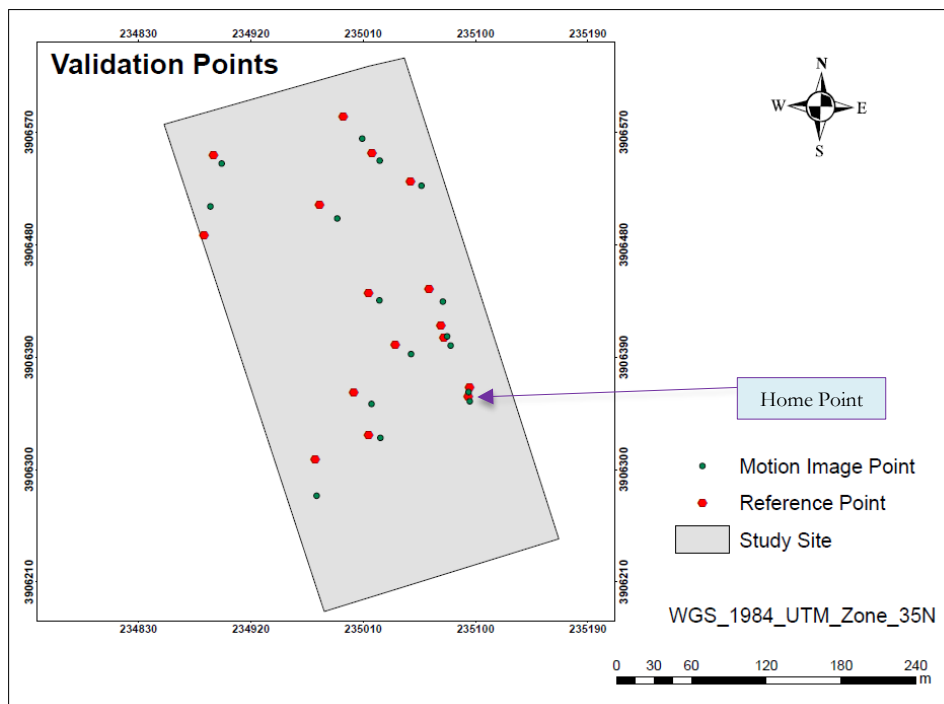 234830 234920 235010 235100 235190
Validation Points
N
W E
S
3906570 3906570
3906480 3906480
3906390 3906390
Home Point
3906300 3906300
Motion Image Point
Reference Point
Study Site
3906210 3906210
234830 234920 235010 235100 235190
WGS_1984_UTM_Zone_35N
0 30 60 120 180 240
m